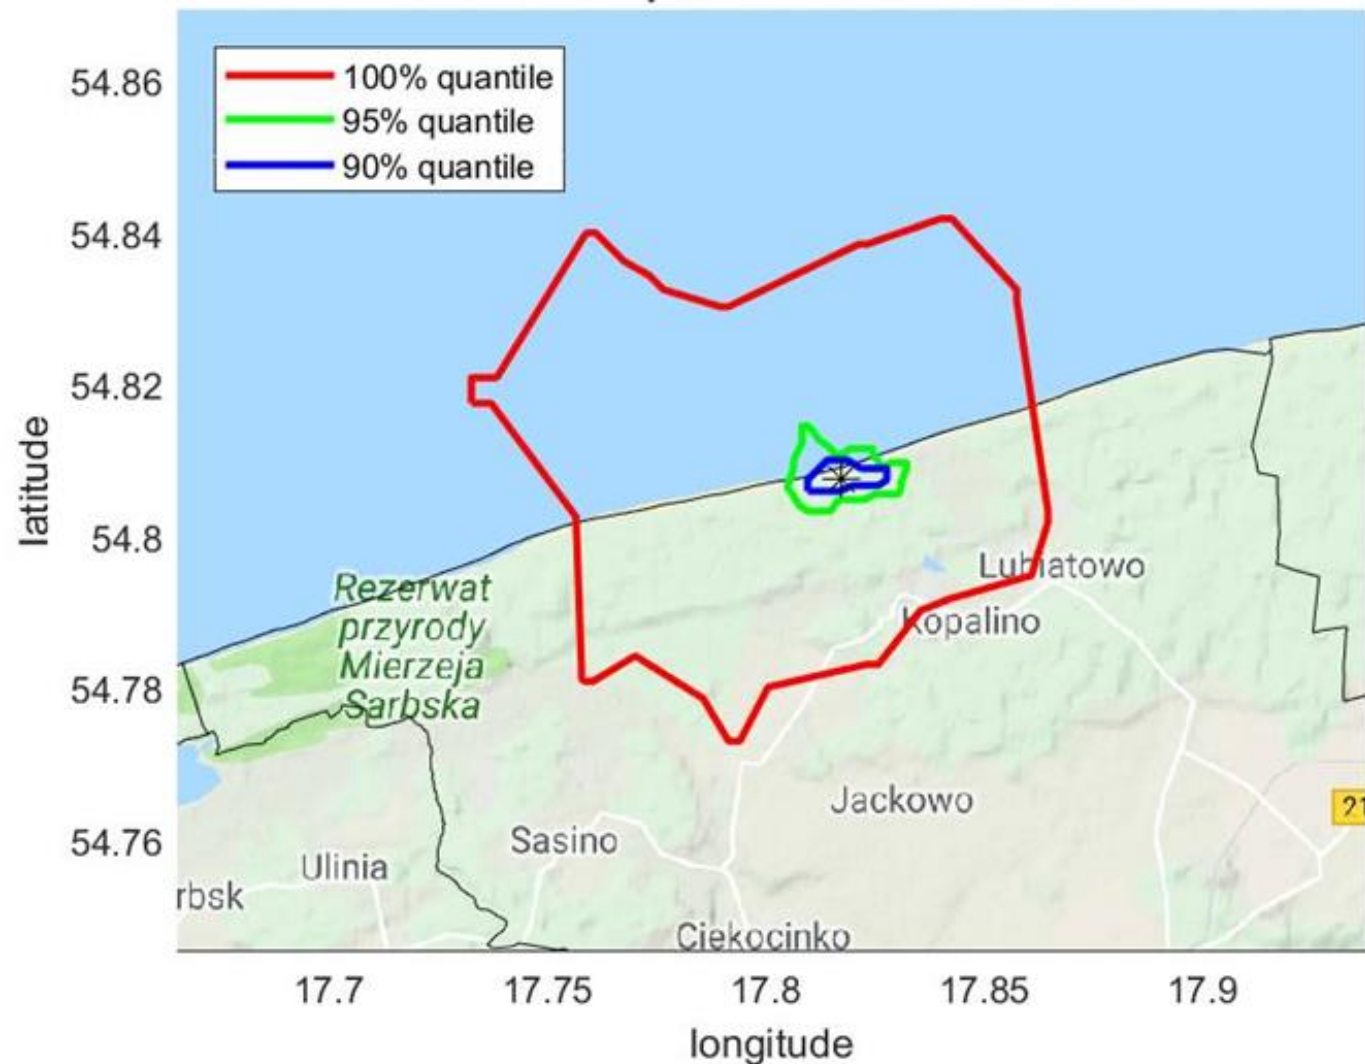 100% quantile
95% quantile
90% quantile
54.86
54.84
54.82
54.8
54.78
54.76
latitude
Rezerwat
przyrody
Mierzeja
Sarbska
Lubiatowo
Kopalino
Jackowo
Sasino
Ulinia
rbsk
Ciekocinko
21
17.7
17.75
17.8
17.85
17.9
longitude